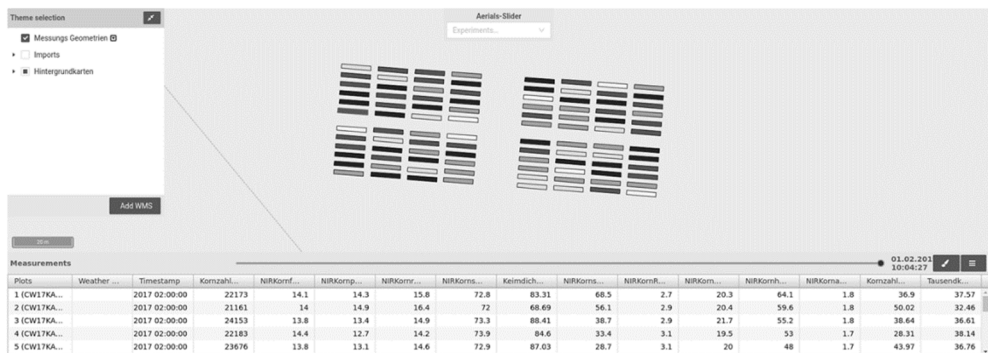 Theme selection
Messungs Geometrien
Imports
Hintergrundkarten
Add WMS
Aerials-Slider
Experiments...
10 m
Measurements
01.02.201
10:04:27
Plots Weather ... Timestamp Kornzahl... NIRKornf... NIRKornp... NIRKornr... NIRKorns... Keimdich... NIRKorns... NIRKornR... NIRKorn... NIRKornh... NIRKorna... Kornzahl... Tausendk...
1 (CW17KA... 2017 02:00:00 22173 14.1 14.3 15.8 72.8 83.31 68.5 2.7 20.3 64.1 1.8 36.9 37.57
2 (CW17KA... 2017 02:00:00 21161 14 14.9 16.4 72 68.69 56.1 2.9 20.4 59.6 1.8 50.02 32.46
3 (CW17KA... 2017 02:00:00 24153 13.8 13.4 14.9 73.3 88.41 38.7 2.9 21.7 55.2 1.8 38.64 36.61
4 (CW17KA... 2017 02:00:00 22183 14.4 12.7 14.2 73.9 84.6 33.4 3.1 19.5 53 1.7 28.31 38.14
5 (CW17KA... 2017 02:00:00 23676 13.8 13.1 14.6 72.9 87.03 28.7 3.1 20 48 1.7 43.97 36.76